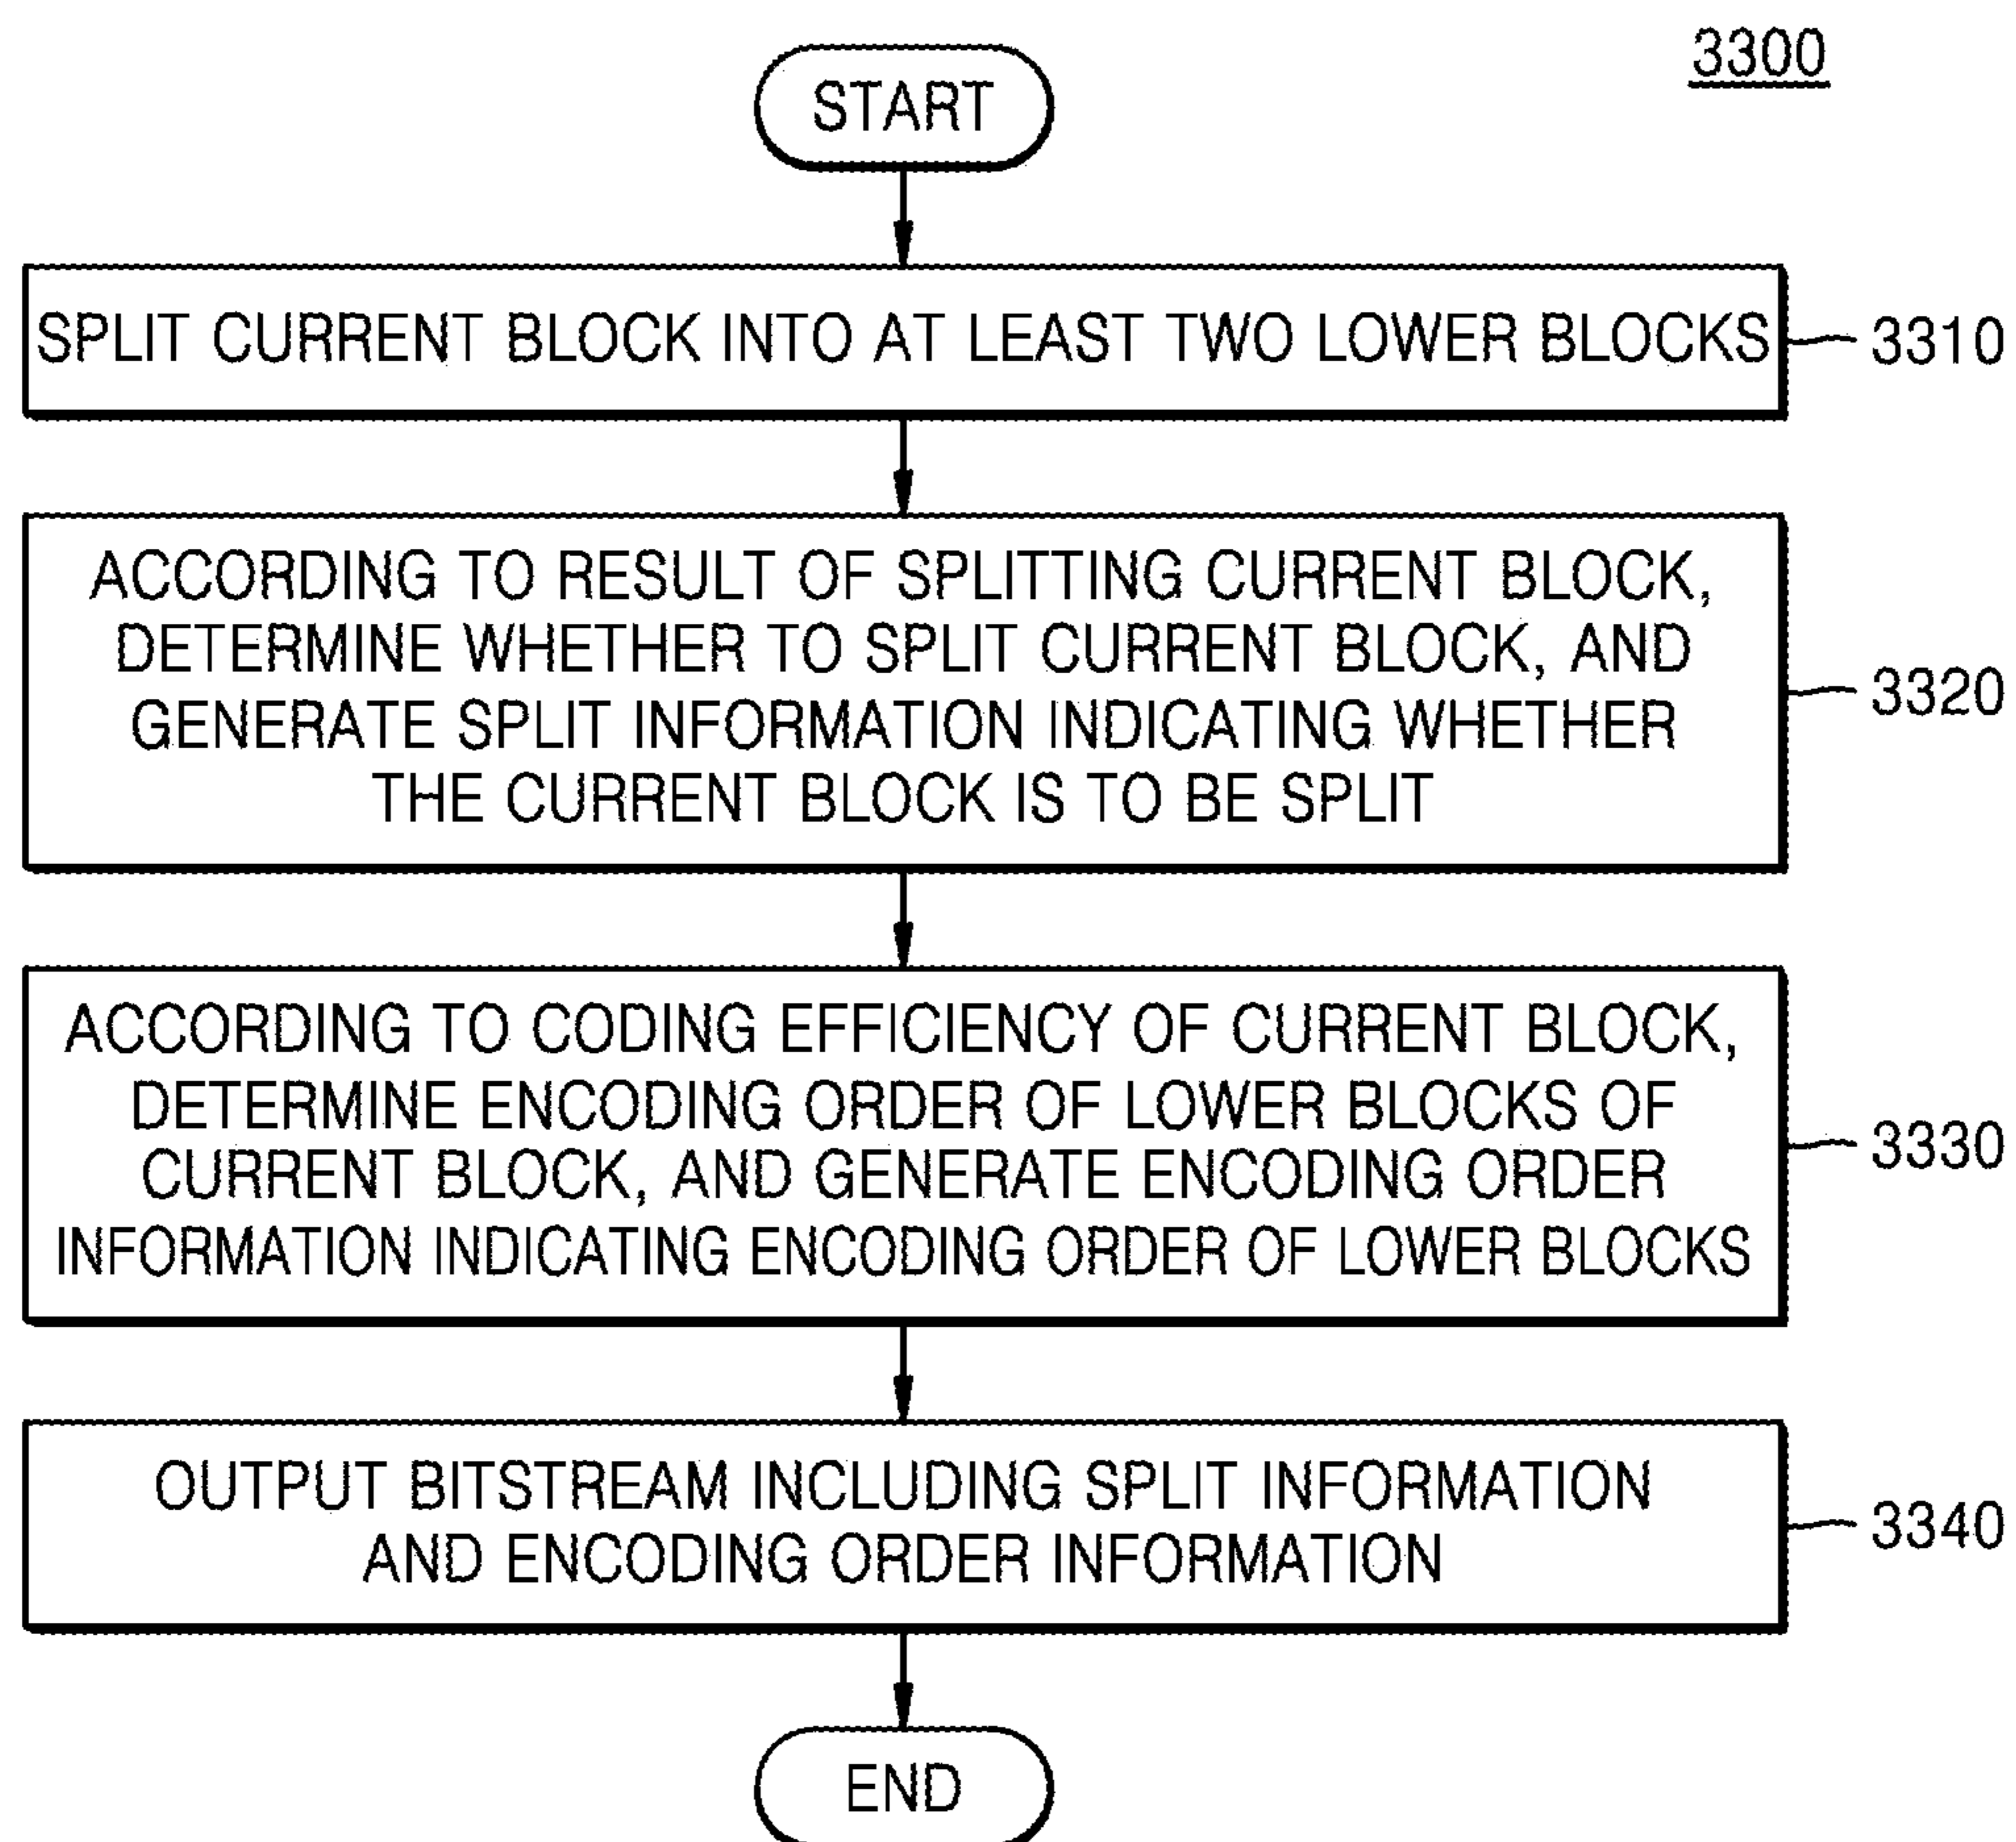 3300
START
SPLIT CURRENT BLOCK INTO AT LEAST TWO LOWER BLOCKS
3310
ACCORDING TO RESULT OF SPLITTING CURRENT BLOCK,
DETERMINE WHETHER TO SPLIT CURRENT BLOCK, AND
GENERATE SPLIT INFORMATION INDICATING WHETHER
THE CURRENT BLOCK IS TO BE SPLIT
3320
ACCORDING TO CODING EFFICIENCY OF CURRENT BLOCK,
DETERMINE ENCODING ORDER OF LOWER BLOCKS OF
CURRENT BLOCK, AND GENERATE ENCODING ORDER
INFORMATION INDICATING ENCODING ORDER OF LOWER BLOCKS
3330
OUTPUT BITSTREAM INCLUDING SPLIT INFORMATION
AND ENCODING ORDER INFORMATION
3340
END